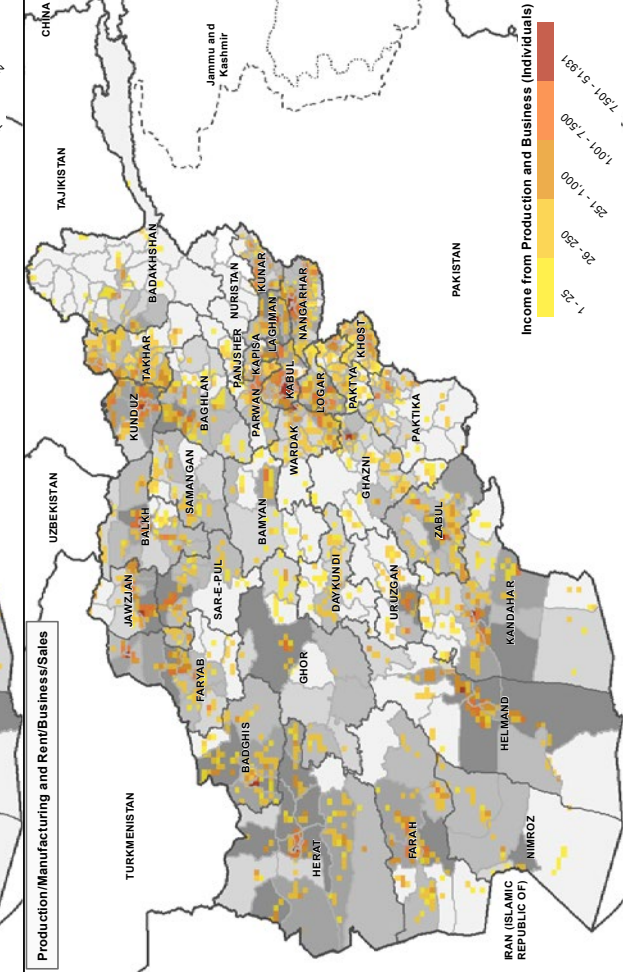 Production/Manufacturing and Rent/Business/Sales
CHINA
TAJIKISTAN
Jammu and
Kashmir
UZBEKISTAN
TURKMENISTAN
PAKISTAN
IRAN (ISLAMIC
REPUBLIC OF)
BADAKHSHAN
TAKHAR
KUNDUZ
BAGHLAN
NURISTAN
KUNAR
LAGHMAN
NANGARHAR
PANJSHER
KAPISA
PARWAN
KABUL
LOGAR
KHOST
PAKTYA
WARDAK
PAKTIKA
GHAZNI
SAMANGAN
BALKH
BAMYAN
JAWZJAN
SAR-E-PUL
DAYKUNDI
URUZGAN
ZABUL
FARYAB
GHOR
KANDAHAR
BADGHIS
HELMAND
HERAT
FARAH
NIMROZ
Income from Production and Business (Individuals)
1 - 25
26 - 250
251 - 1,000
1,001 - 7,500
7,501 - 51,931